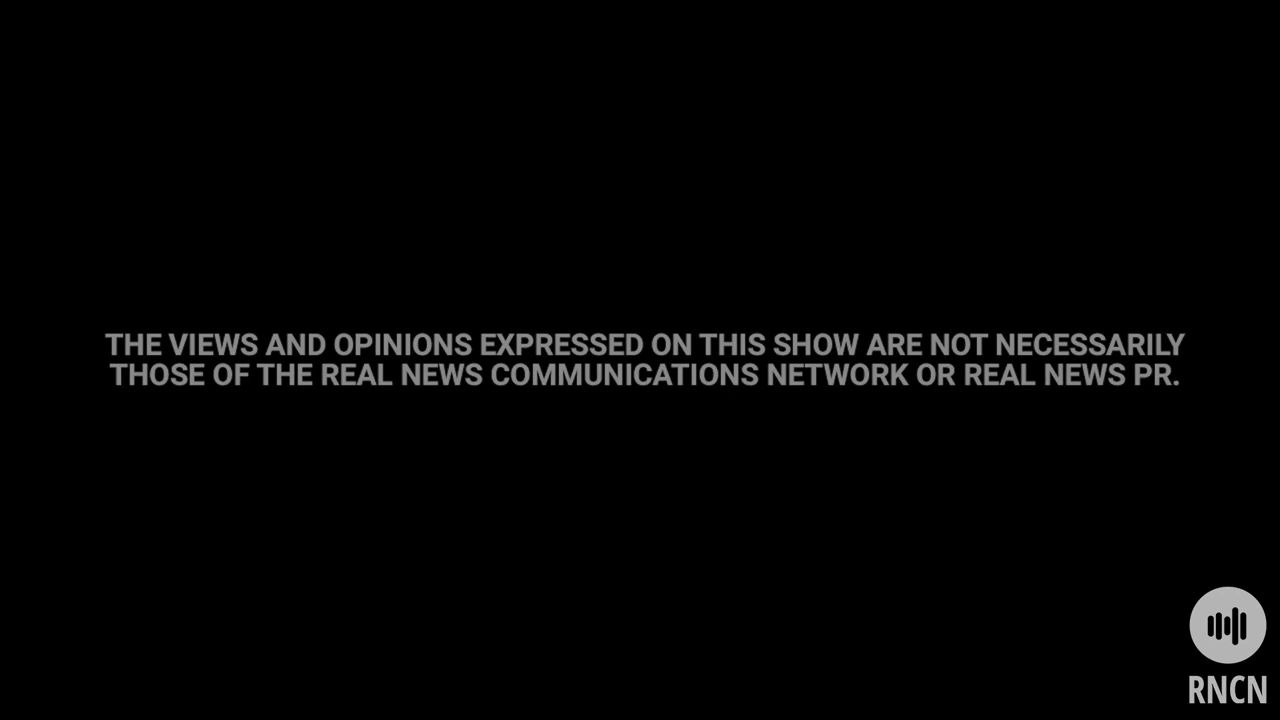 THE VIEWS AND OPINIONS EXPRESSED ON THIS SHOW ARE NOT NECESSARILY
THOSE OF THE REAL NEWS COMMUNICATIONS NETWORK OR REAL NEWS PR.
RNCN